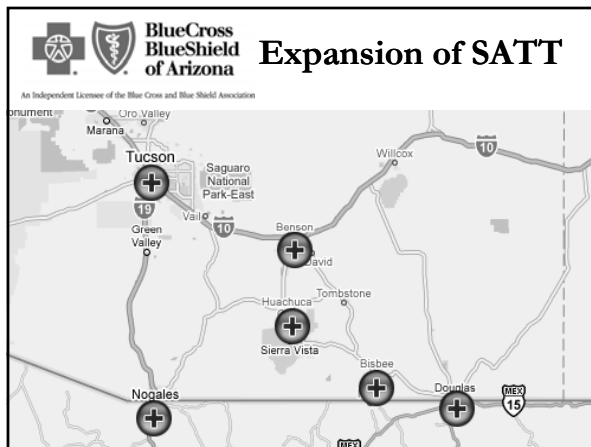 BlueCross
BlueShield
of Arizona
Expansion of SATT
An Independent Licensee of the Blue Cross and Blue Shield Association
Oro Valley
Marana
Tucson
Saguaro
National
Park-East
Willcox
10
19
Vail
10
Green
Valley
Benson
David
Huachuca
Tombstone
Sierra Vista
Bisbee
Nogales
Douglas
MEX
15
MEX